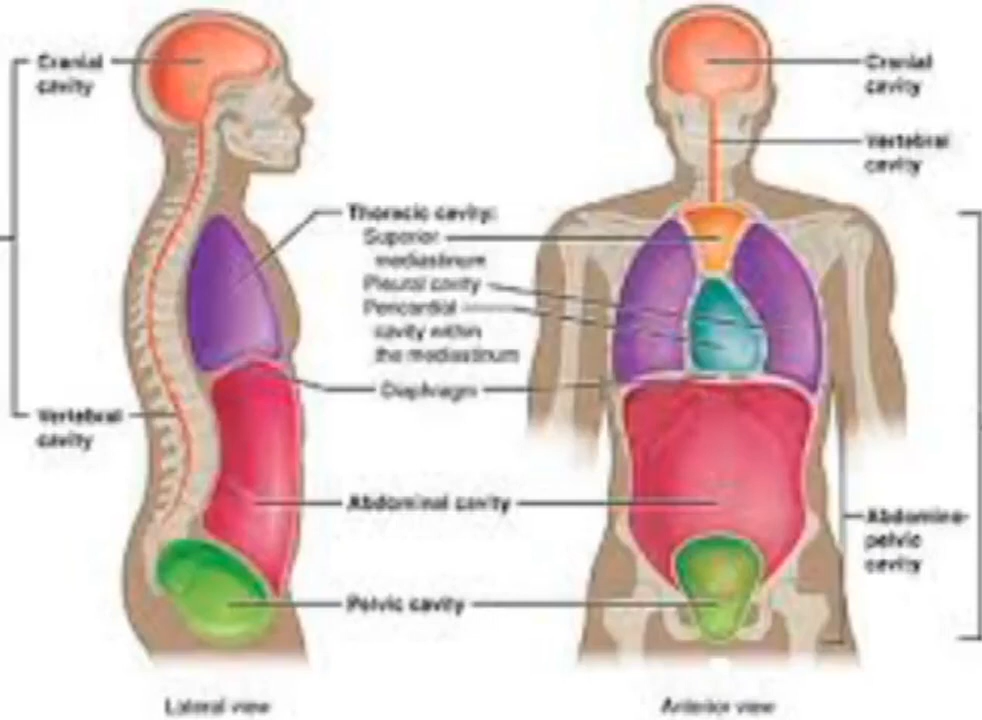 Cranial
cavity
Vertebral
cavity
Thoracic cavity:
Superior
mediastinum
Pleural cavity
Pericardial
cavity within
the mediastinum
Diaphragm
Abdominal cavity
Pelvic cavity
Cranial
cavity
Vertebral
cavity
Abdomino-
pelvic
cavity
Lateral view
Anterior view